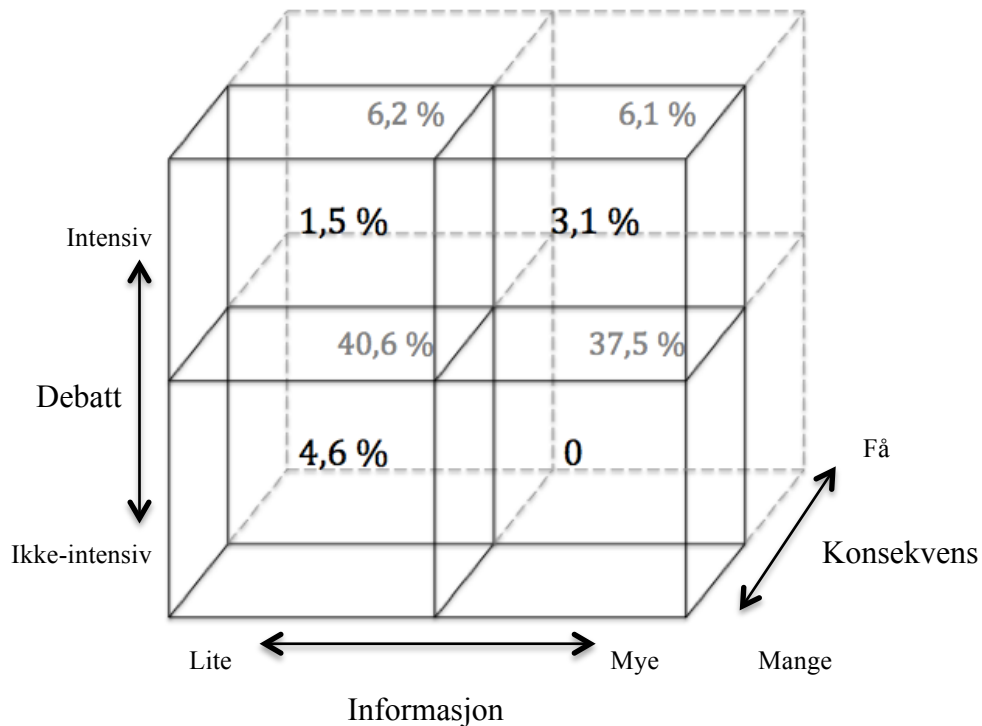 6,2 %
6,1 %
1,5 %
3,1 %
Intensiv
40,6 %
37,5 %
Debatt
4,6 %
0
Få
Ikke-intensiv
Konsekvens
Lite
Mye
Mange
Informasjon